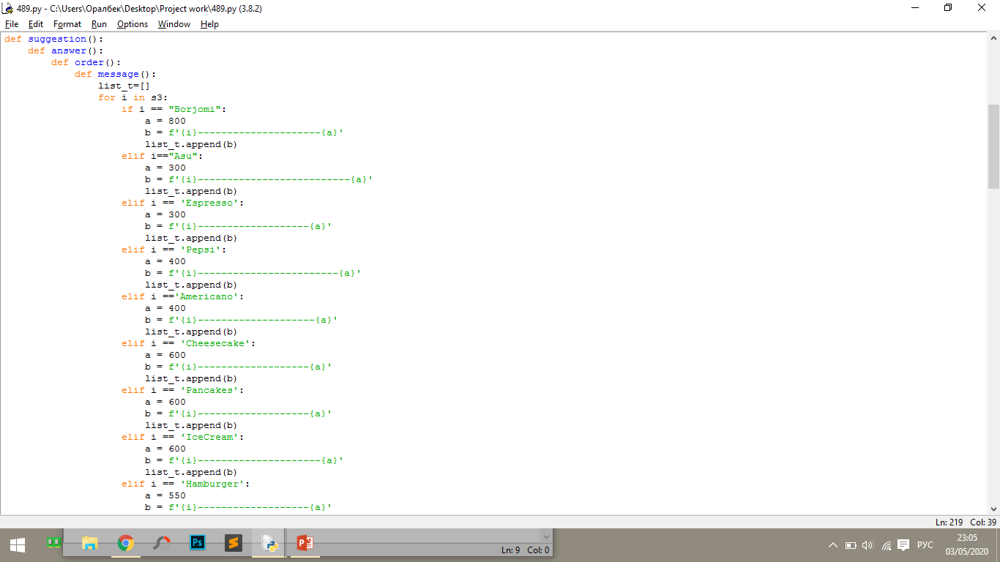 489.py - C:\Users\Оралбек\Desktop\Project work\489.py (3.8.2)
File Edit Format Run Options Window Help
def suggestion():
    def answer():
        def order():
            def message():
                list_t=[]
                for i in s3:
                    if i == "Borjomi":
                        a = 800
                        b = f'{i}---------------------{a}'
                        list_t.append(b)
                    elif i=="Asu":
                        a = 300
                        b = f'{i}--------------------------{a}'
                        list_t.append(b)
                    elif i == 'Espresso':
                        a = 300
                        b = f'{i}-------------------{a}'
                        list_t.append(b)
                    elif i == 'Pepsi':
                        a = 400
                        b = f'{i}------------------------{a}'
                        list_t.append(b)
                    elif i =='Americano':
                        a = 400
                        b = f'{i}--------------------{a}'
                        list_t.append(b)
                    elif i == 'Cheesecake':
                        a = 600
                        b = f'{i}-------------------{a}'
                        list_t.append(b)
                    elif i == 'Pancakes':
                        a = 600
                        b = f'{i}-------------------{a}'
                        list_t.append(b)
                    elif i == 'IceCream':
                        a = 600
                        b = f'{i}---------------------{a}'
                        list_t.append(b)
                    elif i == 'Hamburger':
                        a = 550
                        b = f'{i}-------------------{a}'
Ln: 219 Col: 39
Ps
Ln: 9 Col: 0
РУС
23:05
03/05/2020